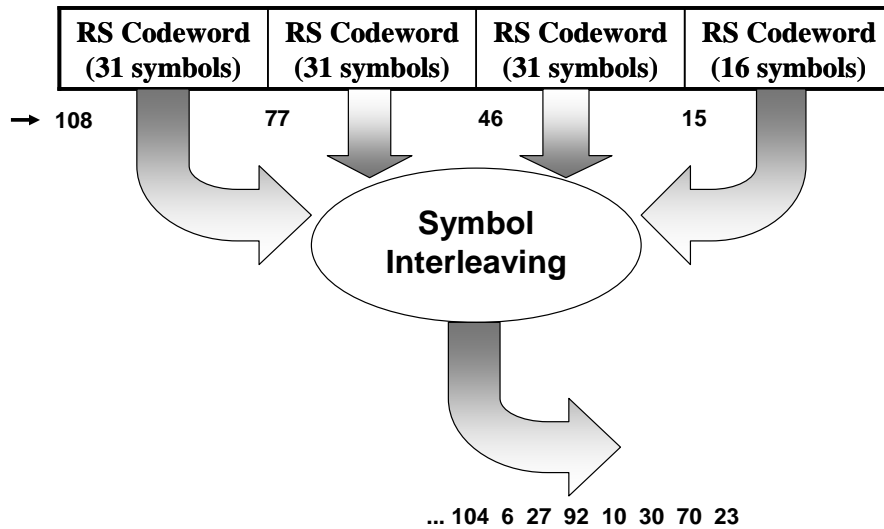 RS Codeword
(31 symbols)
RS Codeword
(31 symbols)
RS Codeword
(31 symbols)
RS Codeword
(16 symbols)
→ 108
77
46
15
Symbol
Interleaving
... 104 6 27 92 10 30 70 23